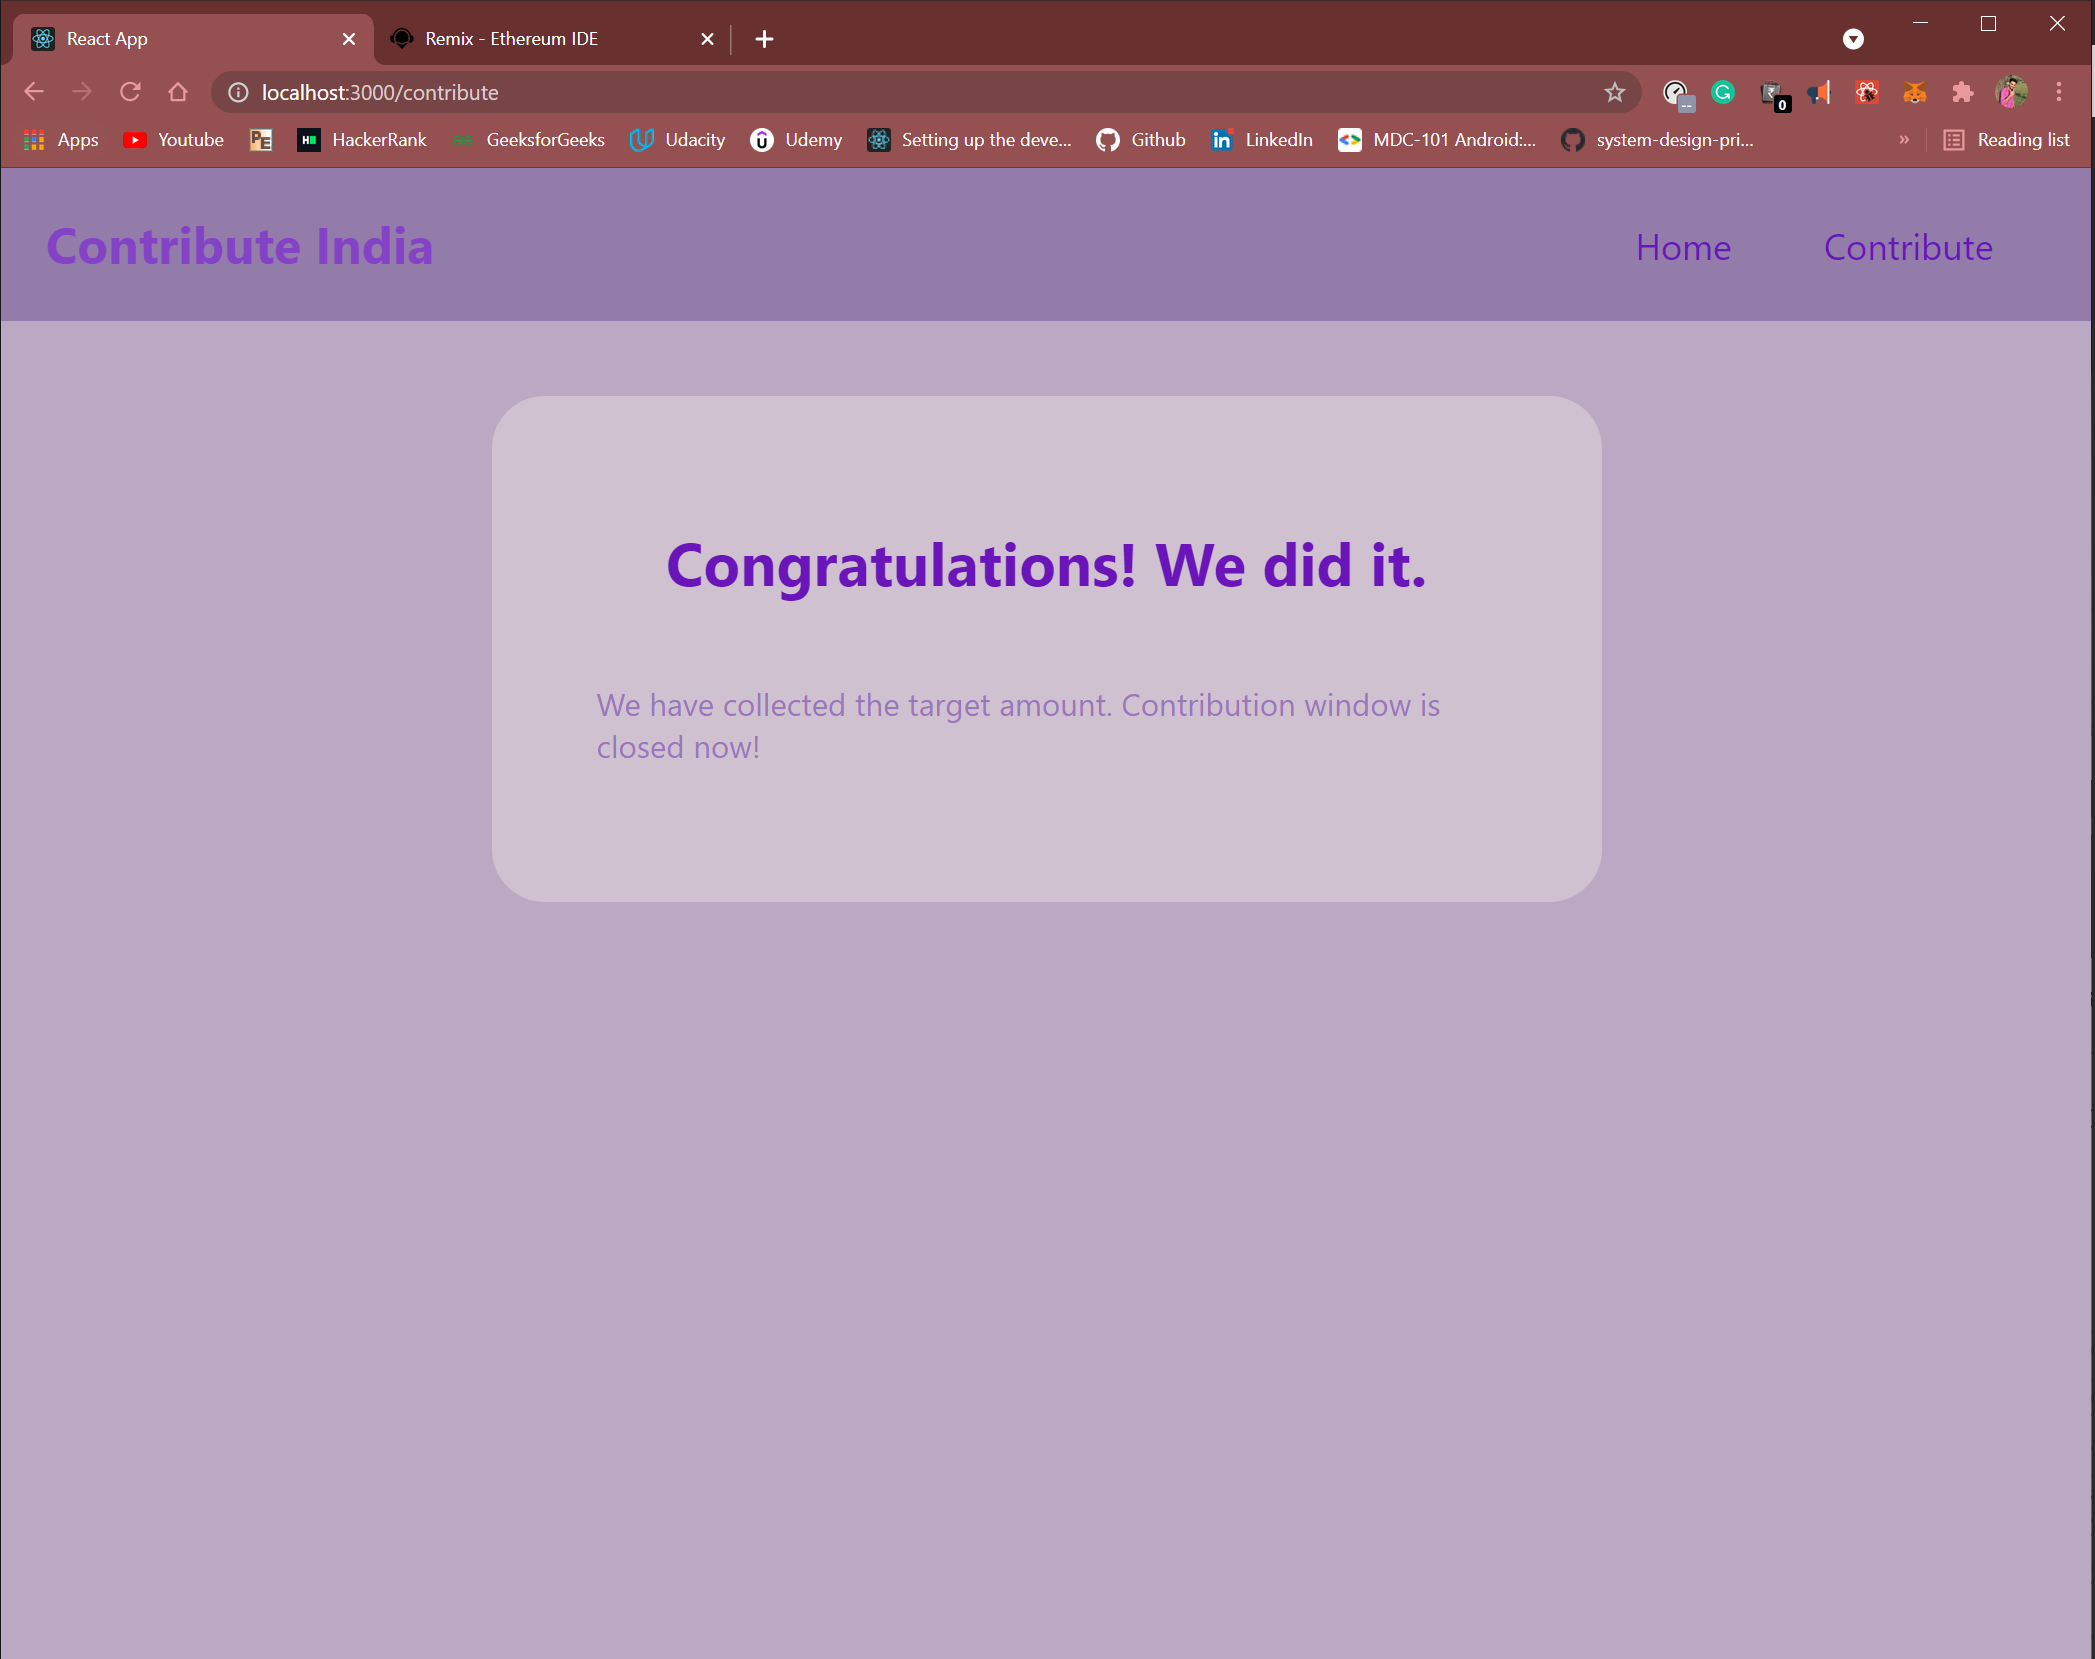 React App
Remix - Ethereum IDE
localhost:3000/contribute
0
Apps
Youtube
HackerRank
GeeksforGeeks
Udacity
Udemy
Setting up the deve...
Github
LinkedIn
MDC-101 Android:...
system-design-pri...
»
Reading list
Contribute India
Home
Contribute
Congratulations! We did it.
We have collected the target amount. Contribution window is
closed now!